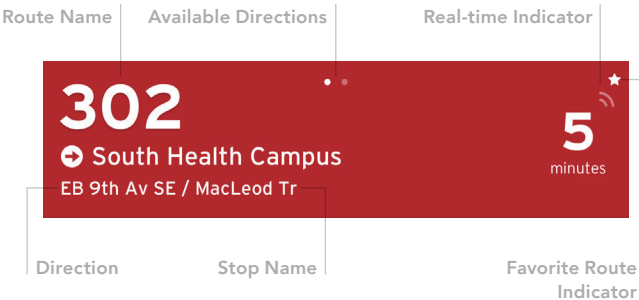 Route Name
Available Directions
Real-time Indicator
302
5
minutes
South Health Campus
EB 9th Av SE / MacLeod Tr
Direction
Stop Name
Favorite Route
Indicator